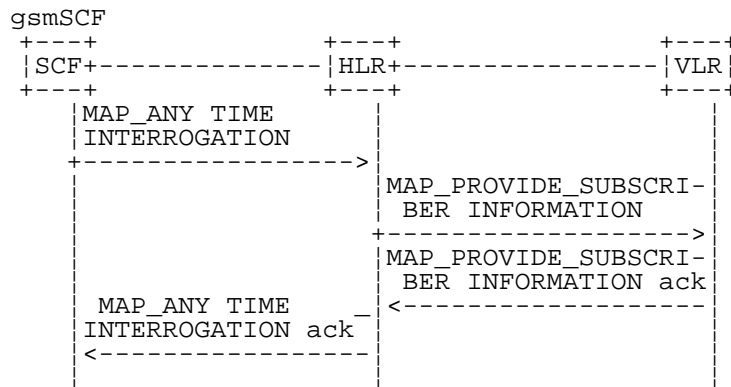 gsmSCF
SCF HLR VLR
MAP_ANY TIME
INTERROGATION
MAP_PROVIDE_SUBSCRI-
BER INFORMATION
MAP_PROVIDE_SUBSCRI-
BER INFORMATION ack
MAP_ANY TIME _
INTERROGATION ack